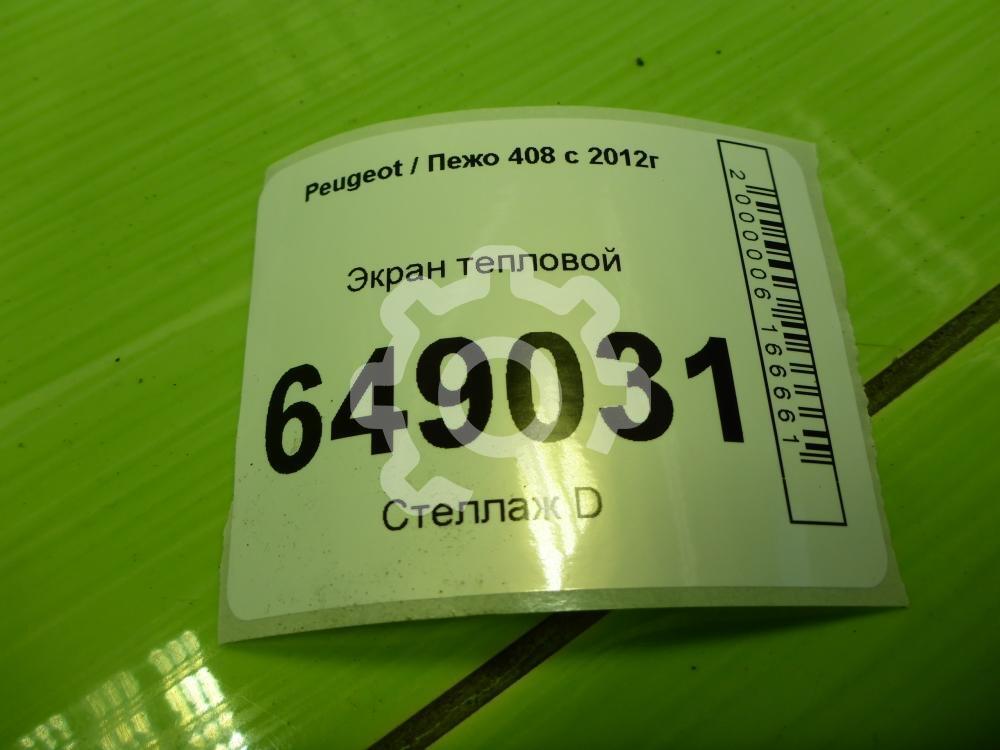 Peugeot / Пежо 408 с 2012г
Экран тепловой
649031
Стеллаж D
2000006166661